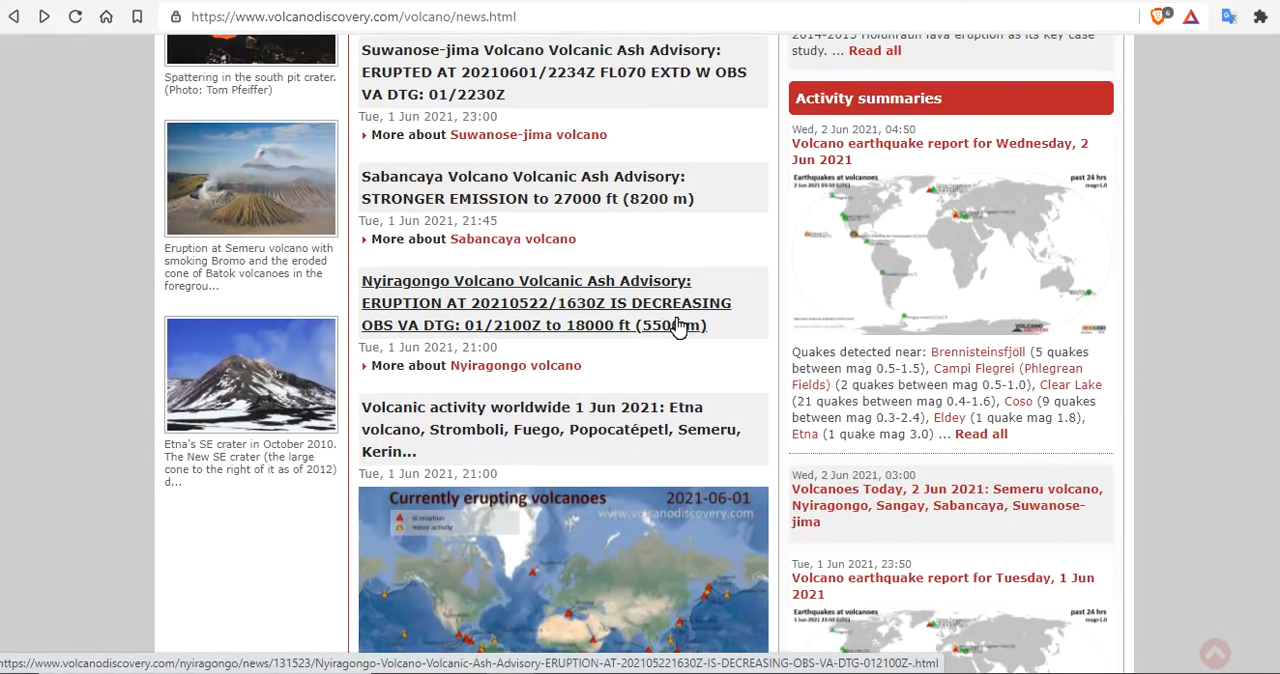 https://www.volcanodiscovery.com/volcano/news.html
6
Spattering in the south pit crater.
(Photo: Tom Pfeiffer)
Eruption at Semeru volcano with
smoking Bromo and the eroded
cone of Batok volcanoes in the
foregrou...
Etna's SE crater in October 2010.
The New SE crater (the large
cone to the right of it as of 2012)
d...
Suwanose-jima Volcano Volcanic Ash Advisory:
ERUPTED AT 20210601/2234Z FL070 EXTD W OBS
VA DTG: 01/2230Z
Tue, 1 Jun 2021, 23:00
More about Suwanose-jima volcano
Sabancaya Volcano Volcanic Ash Advisory:
STRONGER EMISSION to 27000 ft (8200 m)
Tue, 1 Jun 2021, 21:45
More about Sabancaya volcano
Nyiragongo Volcano Volcanic Ash Advisory:
ERUPTION AT 20210522/1630Z IS DECREASING
OBS VA DTG: 01/2100Z to 18000 ft m)
Tue, 1 Jun 2021, 21:00
More about Nyiragongo volcano
Volcanic activity worldwide 1 Jun 2021: Etna
volcano, Stromboli, Fuego, Popocatépetl, Semeru,
Kerin...
Tue, 1 Jun 2021, 21:00
Currently erupting volcanoes 2021-06-01
www.volcanodiscovery.com
in eruption
minor activity
2014-2015 Holuhraun lava eruption as its key case
study. ... Read all
Activity summaries
Wed, 2 Jun 2021, 04:50
Volcano earthquake report for Wednesday, 2
Jun 2021
Earthquakes at volcanoes past 24 hrs
Quakes detected near: Brennisteinsfjöll (5 quakes
between mag 0.5-1.5), Campi Flegrei (Phlegrean
Fields) (2 quakes between mag 0.5-1.0), Clear Lake
(21 quakes between mag 0.4-1.6), Coso (9 quakes
between mag 0.3-2.4), Eldey (1 quake mag 1.8),
Etna (1 quake mag 3.0) ... Read all
Wed, 2 Jun 2021, 03:00
Volcanoes Today, 2 Jun 2021: Semeru volcano,
Nyiragongo, Sangay, Sabancaya, Suwanose-
jima
Tue, 1 Jun 2021, 23:50
Volcano earthquake report for Tuesday, 1 Jun
2021
Earthquakes at volcanoes past 24 hrs
https://www.volcanodiscovery.com/nyiragongo/news/131523/Nyiragongo-Volcano-Volcanic-Ash-Advisory-ERUPTION-AT-202105221630Z-IS-DECREASING-OBS-VA-DTG-012100Z-.html